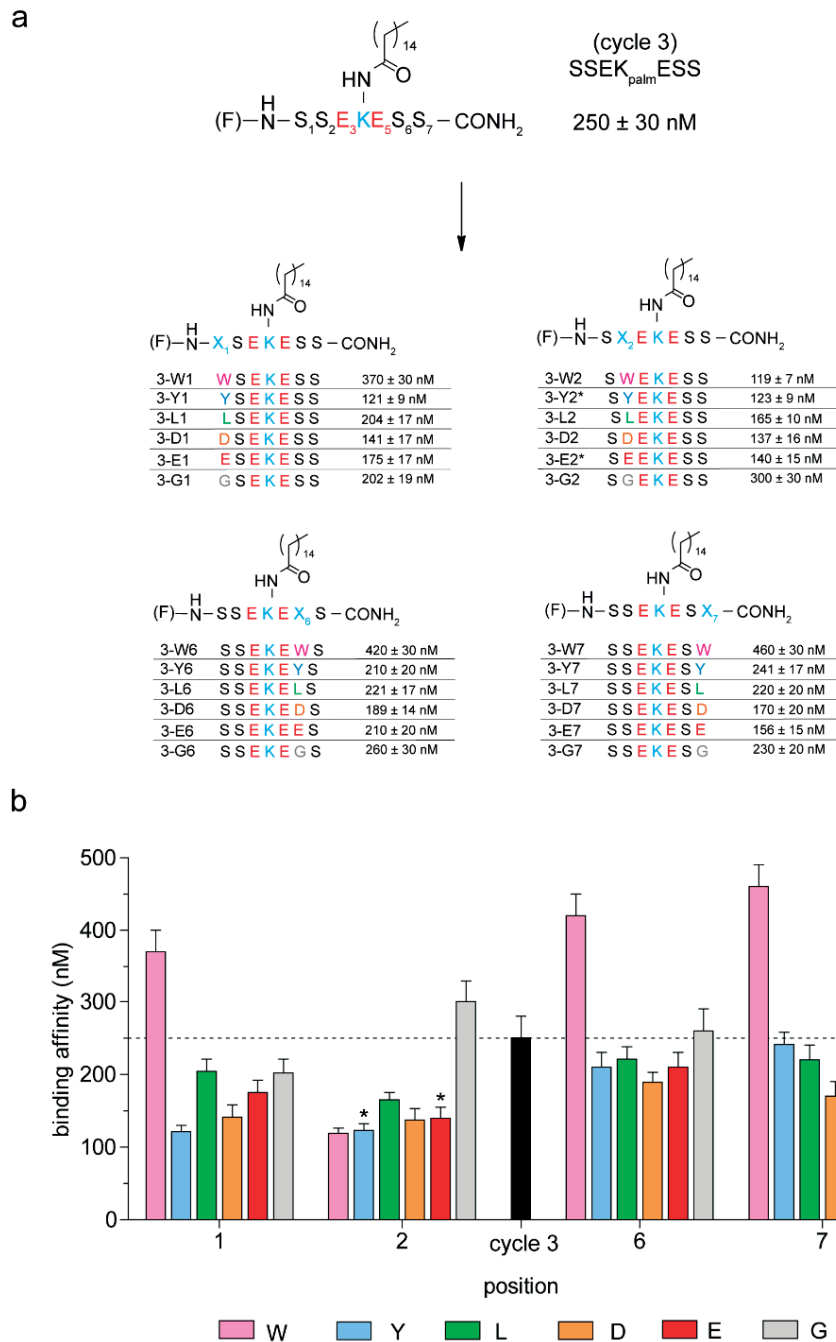 a
14
(cycle 3)
HN O
SSEKpalmESS
H
(F)—N—S1S2E3KE5S6S7—CONH2
250 ± 30 nM
14
HN O
H
(F)—N—X1 S E K E S S—CONH2
3-W1 W S E K E S S 370 ± 30 nM
3-Y1 Y S E K E S S 121 ± 9 nM
3-L1 L S E K E S S 204 ± 17 nM
3-D1 D S E K E S S 141 ± 17 nM
3-E1 E S E K E S S 175 ± 17 nM
3-G1 G S E K E S S 202 ± 19 nM
14
HN O
H
(F)—N—S X2 E K E S S—CONH2
3-W2 S W E K E S S 119 ± 7 nM
3-Y2* S Y E K E S S 123 ± 9 nM
3-L2 S L E K E S S 165 ± 10 nM
3-D2 S D E K E S S 137 ± 16 nM
3-E2* S E E K E S S 140 ± 15 nM
3-G2 S G E K E S S 300 ± 30 nM
14
HN O
H
(F)—N—S S E K E X6 S—CONH2
3-W6 S S E K E W S 420 ± 30 nM
3-Y6 S S E K E Y S 210 ± 20 nM
3-L6 S S E K E L S 221 ± 17 nM
3-D6 S S E K E D S 189 ± 14 nM
3-E6 S S E K E E S 210 ± 20 nM
3-G6 S S E K E G S 260 ± 30 nM
14
HN O
H
(F)—N—S S E K E S X7—CONH2
3-W7 S S E K E S W 460 ± 30 nM
3-Y7 S S E K E S Y 241 ± 17 nM
3-L7 S S E K E S L 220 ± 20 nM
3-D7 S S E K E S D 170 ± 20 nM
3-E7 S S E K E S E 156 ± 15 nM
3-G7 S S E K E S G 230 ± 20 nM
b
binding affinity (nM)
500
400
300
200
100
0
* *
1 2 cycle 3 6 7
position
W Y L D E G